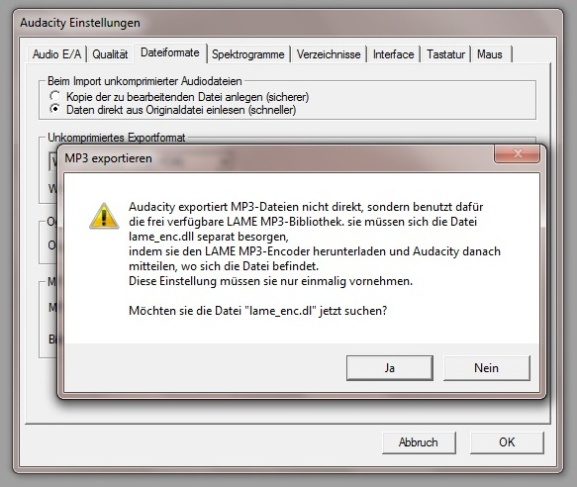 Audacity Einstellungen
Audio E/A Qualität Dateiformate Spektrogramme Verzeichnisse Interface Tastatur Maus
Beim Import unkomprimierter Audiodateien
Kopie der zu bearbeitenden Datei anlegen (sicherer)
Daten direkt aus Originaldatei einlesen (schneller)
Unkomprimiertes Exportformat
MP3 exportieren
Audacity exportiert MP3-Dateien nicht direkt, sondern benutzt dafür
die frei verfügbare LAME MP3-Bibliothek. sie müssen sich die Datei
lame_enc.dll separat besorgen,
indem sie den LAME MP3-Encoder herunterladen und Audacity danach
mitteilen, wo sich die Datei befindet.
Diese Einstellung müssen sie nur einmalig vornehmen.
Möchten sie die Datei "lame_enc.dl" jetzt suchen?
Ja Nein
Abbruch OK